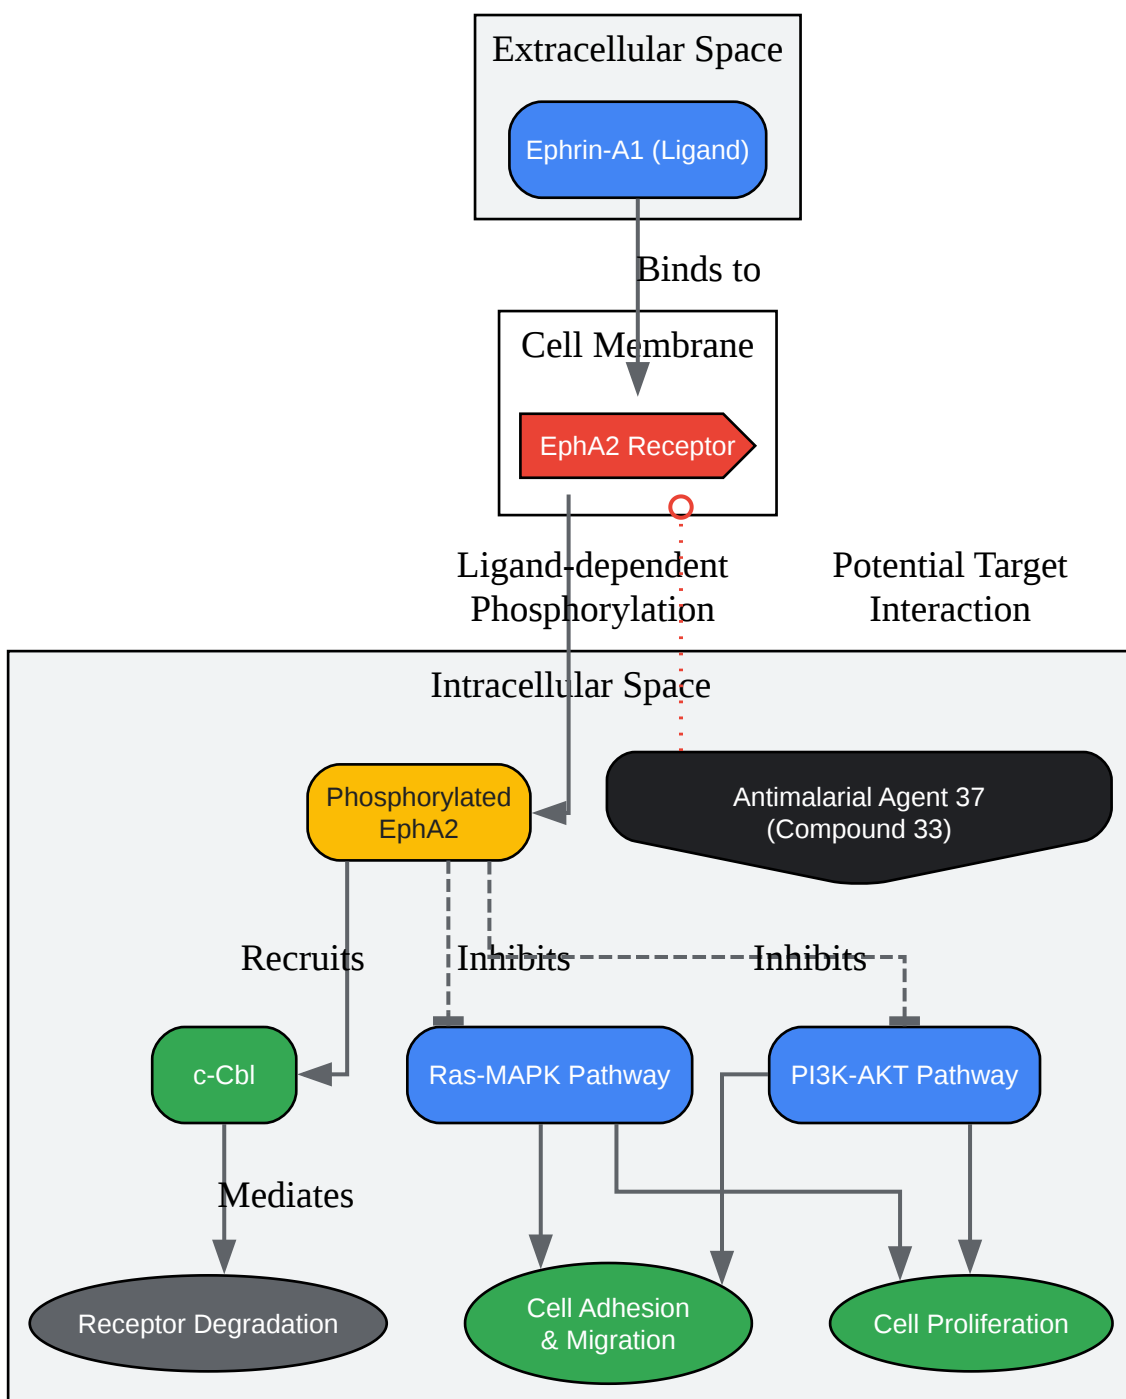 Extracellular Space
Ephrin-A1 (Ligand)
Binds to
Cell Membrane
EphA2 Receptor
Ligand-dependent
Phosphorylation
Potential Target
Interaction
Intracellular Space
Phosphorylated
EphA2
Antimalarial Agent 37
(Compound 33)
Recruits
Inhibits
Inhibits
c-Cbl
Ras-MAPK Pathway
PI3K-AKT Pathway
Mediates
Receptor Degradation
Cell Adhesion
& Migration
Cell Proliferation